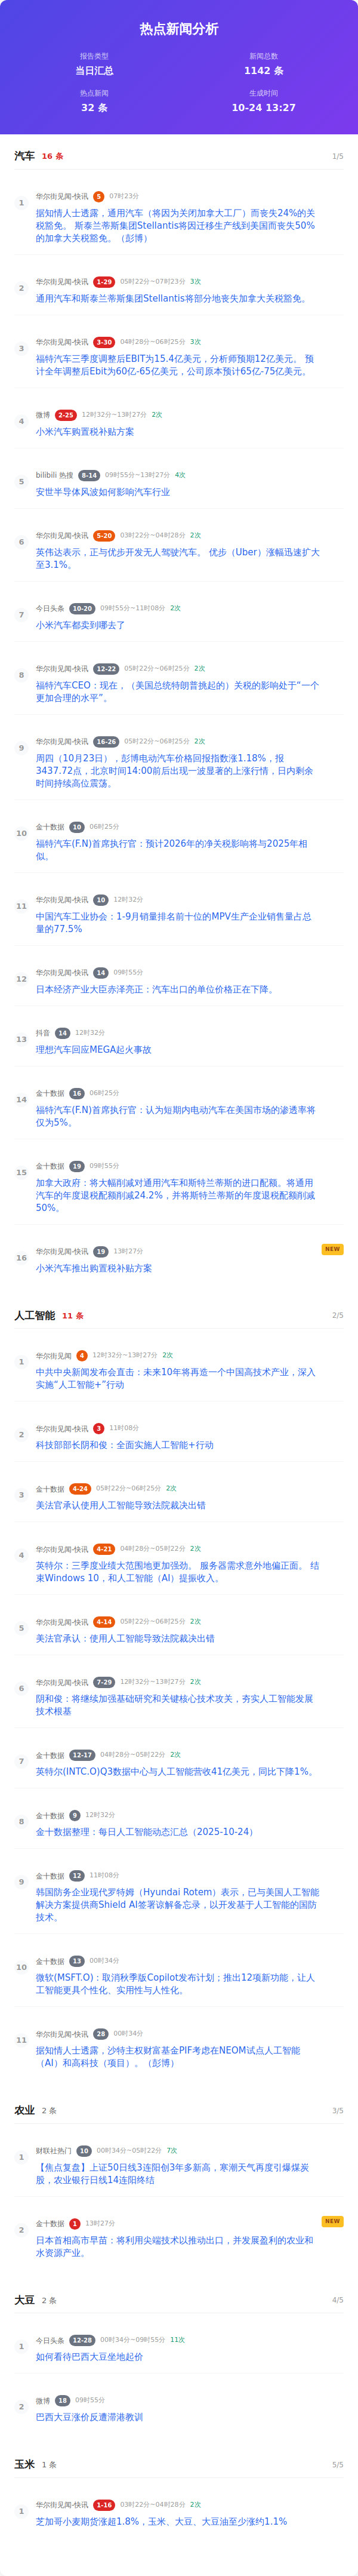 热点新闻分析
报告类型
新闻总数
当日汇总
1142 条
热点新闻
生成时间
32 条
10-24 13:27
汽车 16 条 1/5
1 华尔街见闻-快讯 5 07时23分
据知情人士透露，通用汽车（将因为关闭加拿大工厂）而丧失24%的关
税豁免。 斯泰兰蒂斯集团Stellantis将因迁移生产线到美国而丧失50%
的加拿大关税豁免。（彭博）
2 华尔街见闻-快讯 1-29 05时22分~07时23分 3次
通用汽车和斯泰兰蒂斯集团Stellantis将部分地丧失加拿大关税豁免。
3 华尔街见闻-快讯 3-30 04时28分~06时25分 3次
福特汽车三季度调整后EBIT为15.4亿美元，分析师预期12亿美元。 预
计全年调整后Ebit为60亿-65亿美元，公司原本预计65亿-75亿美元。
4 微博 2-25 12时32分~13时27分 2次
小米汽车购置税补贴方案
5 bilibili 热搜 8-14 09时55分~13时27分 4次
安世半导体风波如何影响汽车行业
6 华尔街见闻-快讯 5-20 03时22分~04时28分 2次
英伟达表示，正与优步开发无人驾驶汽车。 优步（Uber）涨幅迅速扩大
至3.1%。
7 今日头条 10-20 09时55分~11时08分 2次
小米汽车都卖到哪去了
8 华尔街见闻-快讯 12-22 05时22分~06时25分 2次
福特汽车CEO：现在，（美国总统特朗普挑起的）关税的影响处于“一个
更加合理的水平”。
9 华尔街见闻-快讯 16-26 05时22分~06时25分 2次
周四（10月23日），彭博电动汽车价格回报指数涨1.18%，报
3437.72点，北京时间14:00前后出现一波显著的上涨行情，日内剩余
时间持续高位震荡。
10 金十数据 10 06时25分
福特汽车(F.N)首席执行官：预计2026年的净关税影响将与2025年相
似。
11 华尔街见闻-快讯 10 12时32分
中国汽车工业协会：1-9月销量排名前十位的MPV生产企业销售量占总
量的77.5%
12 华尔街见闻-快讯 14 09时55分
日本经济产业大臣赤泽亮正：汽车出口的单位价格正在下降。
13 抖音 14 12时32分
理想汽车回应MEGA起火事故
14 金十数据 16 06时25分
福特汽车(F.N)首席执行官：认为短期内电动汽车在美国市场的渗透率将
仅为5%。
15 金十数据 19 09时55分
加拿大政府：将大幅削减对通用汽车和斯特兰蒂斯的进口配额。将通用
汽车的年度退税配额削减24.2%，并将斯特兰蒂斯的年度退税配额削减
50%。
16 华尔街见闻-快讯 19 13时27分 NEW
小米汽车推出购置税补贴方案
人工智能 11 条 2/5
1 华尔街见闻 4 12时32分~13时27分 2次
中共中央新闻发布会直击：未来10年将再造一个中国高技术产业，深入
实施“人工智能+”行动
2 华尔街见闻-快讯 3 11时08分
科技部部长阴和俊：全面实施人工智能+行动
3 金十数据 4-24 05时22分~06时25分 2次
美法官承认使用人工智能导致法院裁决出错
4 华尔街见闻-快讯 4-21 04时28分~05时22分 2次
英特尔：三季度业绩大范围地更加强劲。 服务器需求意外地偏正面。 结
束Windows 10，和人工智能（AI）提振收入。
5 华尔街见闻-快讯 4-14 05时22分~06时25分 2次
美法官承认：使用人工智能导致法院裁决出错
6 华尔街见闻-快讯 7-29 12时32分~13时27分 2次
阴和俊：将继续加强基础研究和关键核心技术攻关，夯实人工智能发展
技术根基
7 金十数据 12-17 04时28分~05时22分 2次
英特尔(INTC.O)Q3数据中心与人工智能营收41亿美元，同比下降1%。
8 金十数据 9 12时32分
金十数据整理：每日人工智能动态汇总（2025-10-24）
9 金十数据 12 11时08分
韩国防务企业现代罗特姆（Hyundai Rotem）表示，已与美国人工智能
解决方案提供商Shield AI签署谅解备忘录，以开发基于人工智能的国防
技术。
10 金十数据 13 00时34分
微软(MSFT.O)：取消秋季版Copilot发布计划；推出12项新功能，让人
工智能更具个性化、实用性与人性化。
11 华尔街见闻-快讯 28 00时34分
据知情人士透露，沙特主权财富基金PIF考虑在NEOM试点人工智能
（AI）和高科技（项目）。（彭博）
农业 2 条 3/5
1 财联社热门 10 00时34分~05时22分 7次
【焦点复盘】上证50日线3连阳创3年多新高，寒潮天气再度引爆煤炭
股，农业银行日线14连阳终结
2 金十数据 1 13时27分 NEW
日本首相高市早苗：将利用尖端技术以推动出口，并发展盈利的农业和
水资源产业。
大豆 2 条 4/5
1 今日头条 12-28 00时34分~09时55分 11次
如何看待巴西大豆坐地起价
2 微博 18 09时55分
巴西大豆涨价反遭滞港教训
玉米 1 条 5/5
1 华尔街见闻-快讯 1-16 03时22分~04时28分 2次
芝加哥小麦期货涨超1.8%，玉米、大豆、大豆油至少涨约1.1%